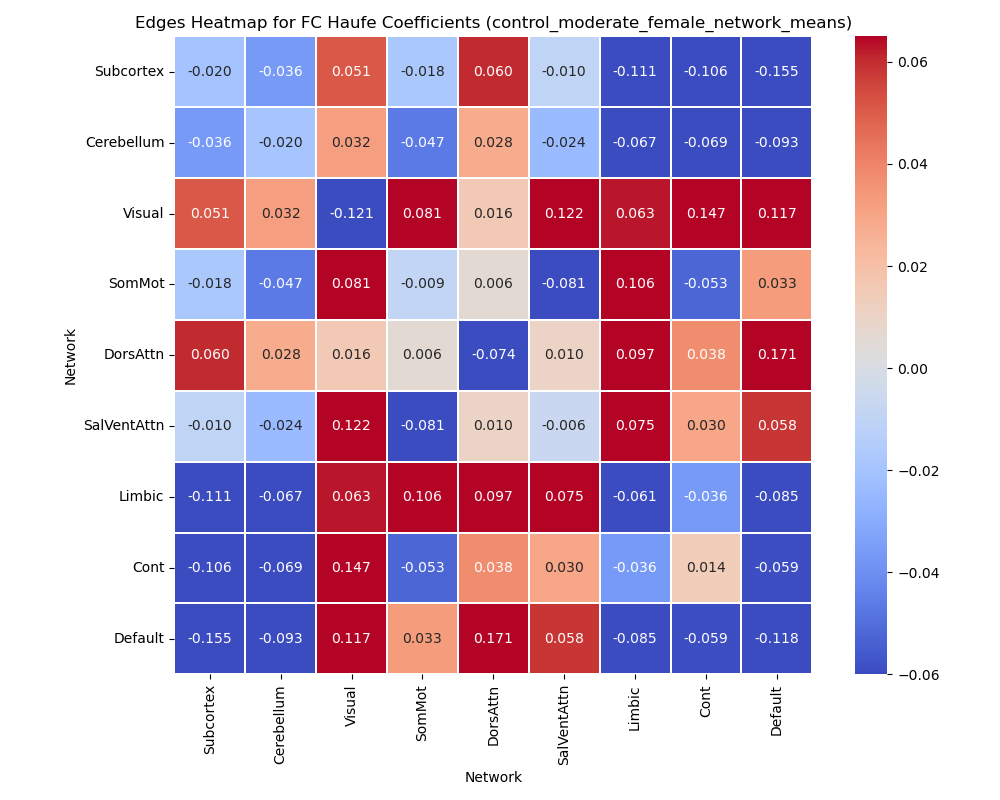 Edges Heatmap for FC Haufe Coefficients (control_moderate_female_network_means)
Subcortex -0.020 -0.036 0.051 -0.018 0.060 -0.010 -0.111 -0.106 -0.155
Cerebellum -0.036 -0.020 0.032 -0.047 0.028 -0.024 -0.067 -0.069 -0.093
Visual 0.051 0.032 -0.121 0.081 0.016 0.122 0.063 0.147 0.117
SomMot -0.018 -0.047 0.081 -0.009 0.006 -0.081 0.106 -0.053 0.033
DorsAttn 0.060 0.028 0.016 0.006 -0.074 0.010 0.097 0.038 0.171
SalVentAttn -0.010 -0.024 0.122 -0.081 0.010 -0.006 0.075 0.030 0.058
Limbic -0.111 -0.067 0.063 0.106 0.097 0.075 -0.061 -0.036 -0.085
Cont -0.106 -0.069 0.147 -0.053 0.038 0.030 -0.036 0.014 -0.059
Default -0.155 -0.093 0.117 0.033 0.171 0.058 -0.085 -0.059 -0.118
Network
Subcortex Cerebellum Visual SomMot DorsAttn SalVentAttn Limbic Cont Default
Network
0.06
0.04
0.02
0.00
−0.02
−0.04
−0.06